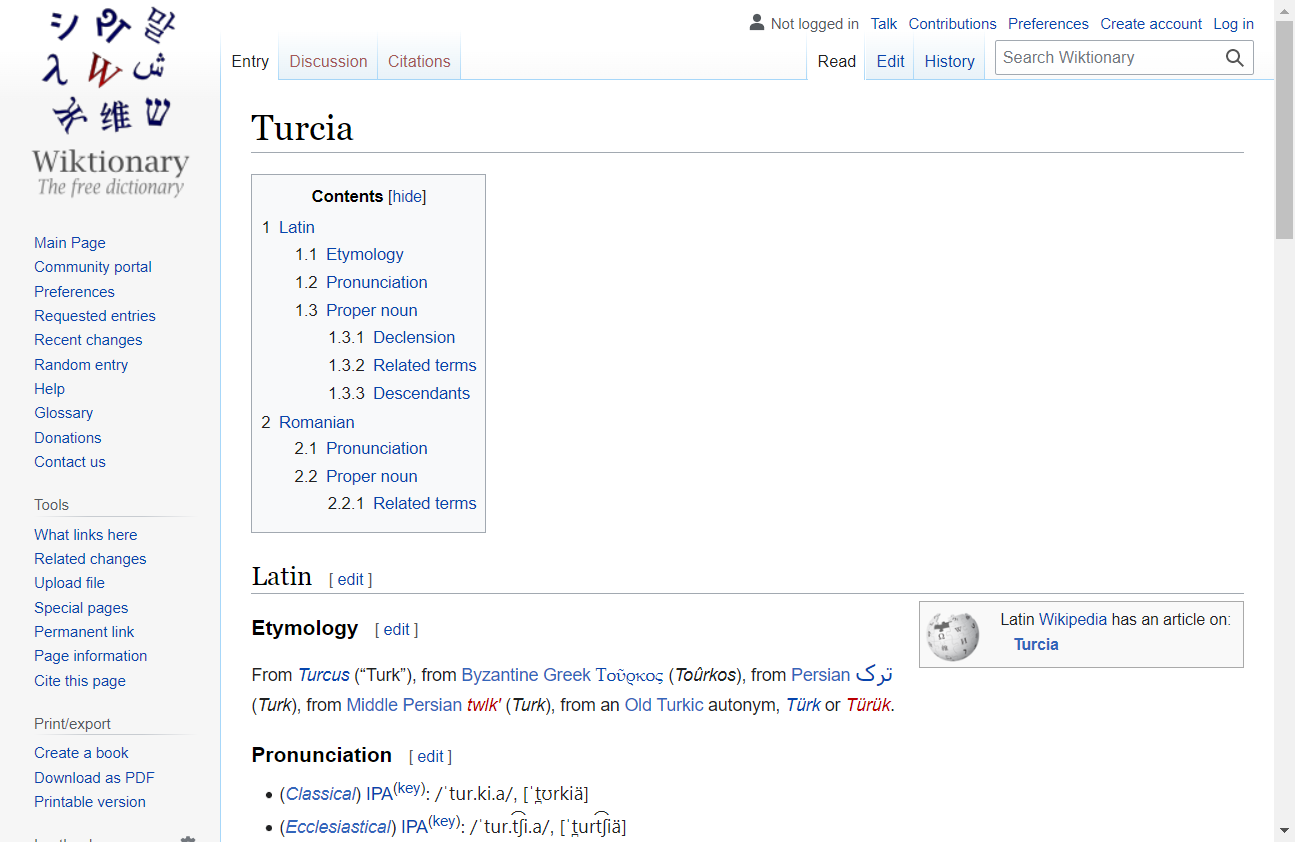 Wiktionary
The free dictionary
Not logged in Talk Contributions Preferences Create account Log in
Entry Discussion Citations Read Edit History Search Wiktionary
Main Page
Community portal
Preferences
Requested entries
Recent changes
Random entry
Help
Glossary
Donations
Contact us
Tools
What links here
Related changes
Upload file
Special pages
Permanent link
Page information
Cite this page
Print/export
Create a book
Download as PDF
Printable version
Turcia
Contents [hide]
1 Latin
1.1 Etymology
1.2 Pronunciation
1.3 Proper noun
1.3.1 Declension
1.3.2 Related terms
1.3.3 Descendants
2 Romanian
2.1 Pronunciation
2.2 Proper noun
2.2.1 Related terms
Latin [ edit ]
Latin Wikipedia has an article on:
Turcia
Etymology [ edit ]
From Turcus (“Turk”), from Byzantine Greek Τοῦρκος (Toûrkos), from Persian ترک
(Turk), from Middle Persian twlk' (Turk), from an Old Turkic autonym, Türk or Türük.
Pronunciation [ edit ]
• (Classical) IPA(key): /ˈtur.ki.a/, [ˈt̪ʊrkiä]
• (Ecclesiastical) IPA(key): /ˈtur.t͡ʃi.a/, [ˈt̪urt͡ʃiä]